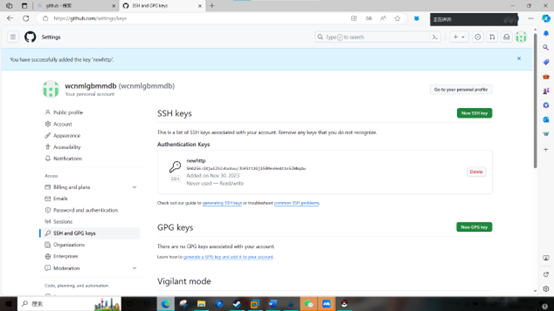 github - 搜索
SSH and GPG keys
https://github.com/settings/keys
Settings
Type / to search
You have successfully added the key 'newhttp'.
wcnmlgbmmdb (wcnmlgbmmdb)
Your personal account
Go to your personal profile
Public profile
Account
Appearance
Accessibility
Notifications
Access
Billing and plans
Emails
Password and authentication
Sessions
SSH and GPG keys
Organizations
Enterprises
Moderation
Code, planning, and automation
SSH keys
New SSH key
This is a list of SSH keys associated with your account. Remove any keys that you do not recognize.
Authentication Keys
newhttp
Added on Nov 30, 2023
Never used — Read/write
SSH
Delete
Check out our guide to generating SSH keys or troubleshoot common SSH problems.
GPG keys
New GPG key
There are no GPG keys associated with your account.
Learn how to generate a GPG key and add it to your account.
Vigilant mode
搜索